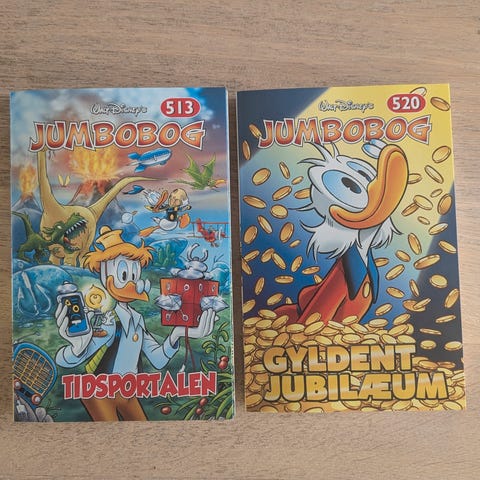 Walt Disney's 513
JUMBOBOG
TIDSPORTALEN
Walt Disney's 520
JUMBOBOG
GYLDENT
JUBILÆUM